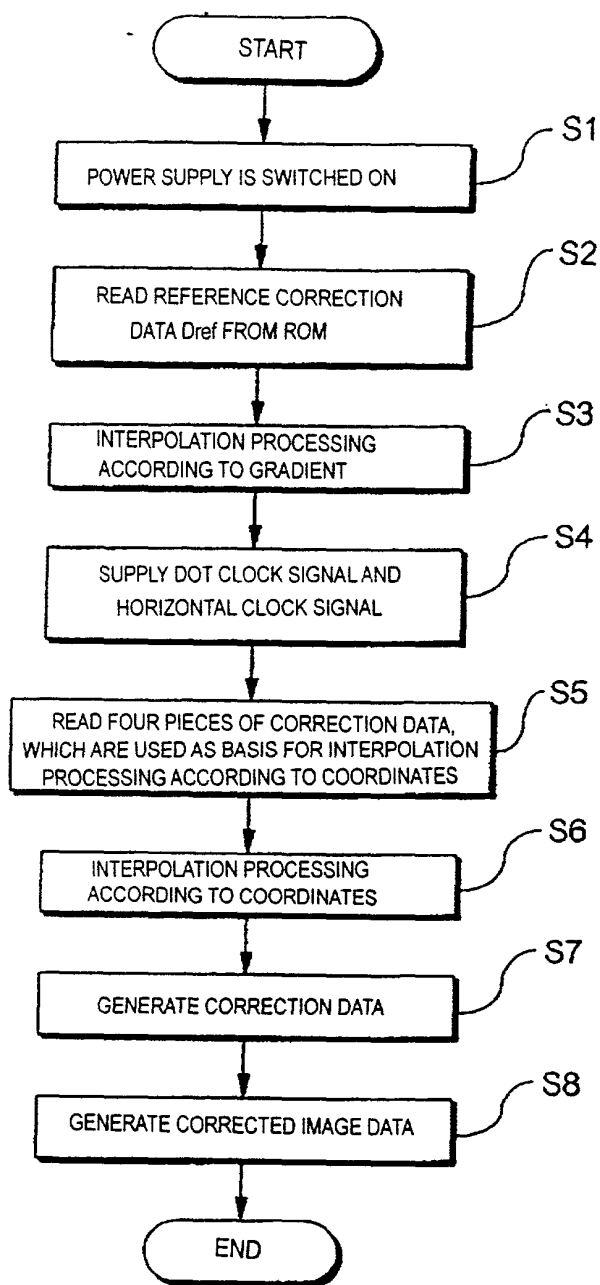 START
S1
POWER SUPPLY IS SWITCHED ON
S2
READ REFERENCE CORRECTION
DATA Dref FROM ROM
S3
INTERPOLATION PROCESSING
ACCORDING TO GRADIENT
S4
SUPPLY DOT CLOCK SIGNAL AND
HORIZONTAL CLOCK SIGNAL
S5
READ FOUR PIECES OF CORRECTION DATA,
WHICH ARE USED AS BASIS FOR INTERPOLATION
PROCESSING ACCORDING TO COORDINATES
S6
INTERPOLATION PROCESSING
ACCORDING TO COORDINATES
S7
GENERATE CORRECTION DATA
S8
GENERATE CORRECTED IMAGE DATA
END